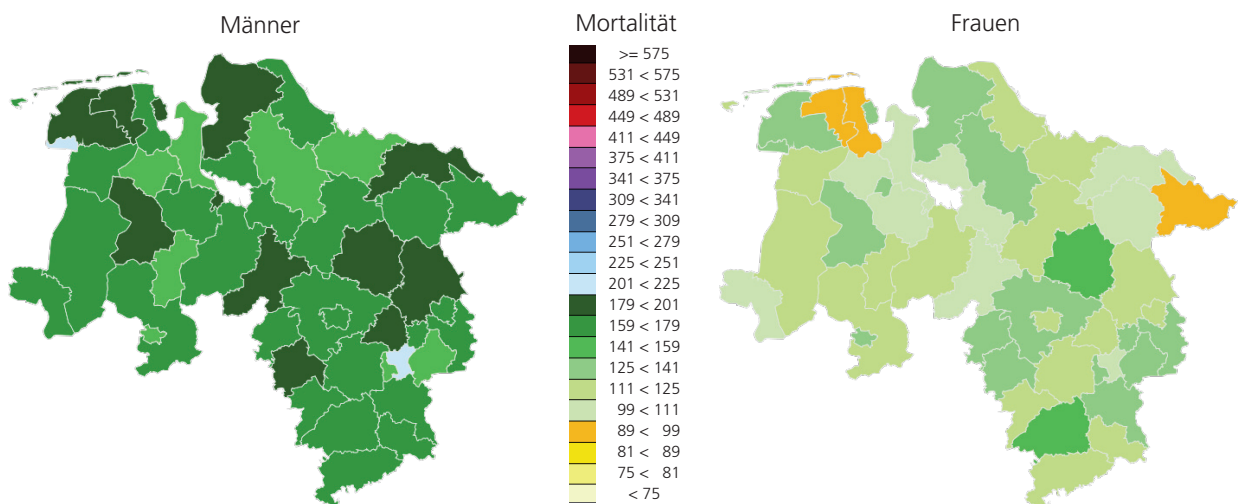 Männer
Mortalität
Frauen
>= 575
531 < 575
489 < 531
449 < 489
411 < 449
375 < 411
341 < 375
309 < 341
279 < 309
251 < 279
225 < 251
201 < 225
179 < 201
159 < 179
141 < 159
125 < 141
111 < 125
99 < 111
89 < 99
81 < 89
75 < 81
< 75